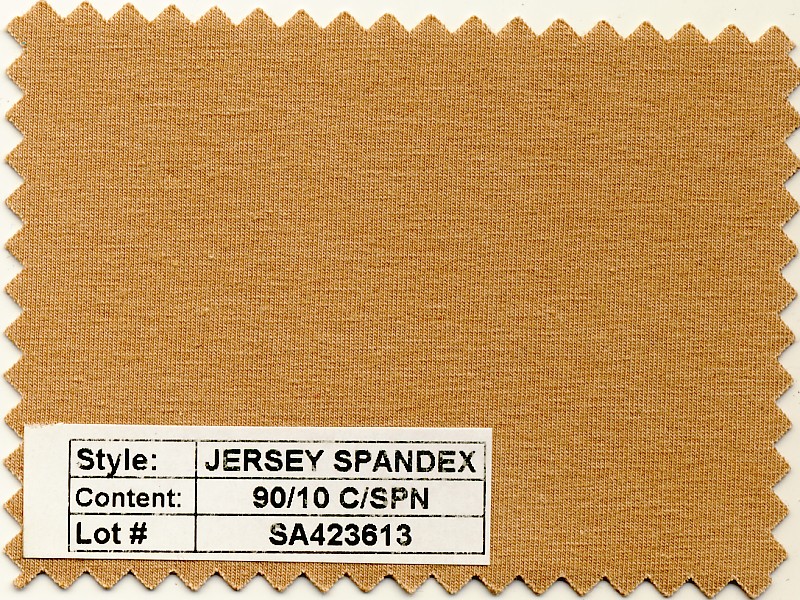 Style: JERSEY SPANDEX
Content: 90/10 C/SPN
Lot # SA423613